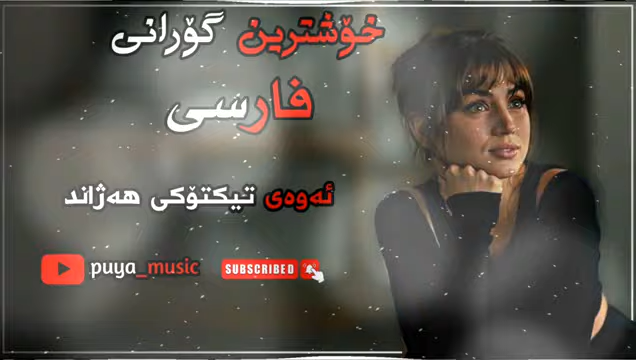 خۆشترین گۆرانی
فارسی
ئەوەی تیکتۆکی هەژاند
puya_music
SUBSCRIBED